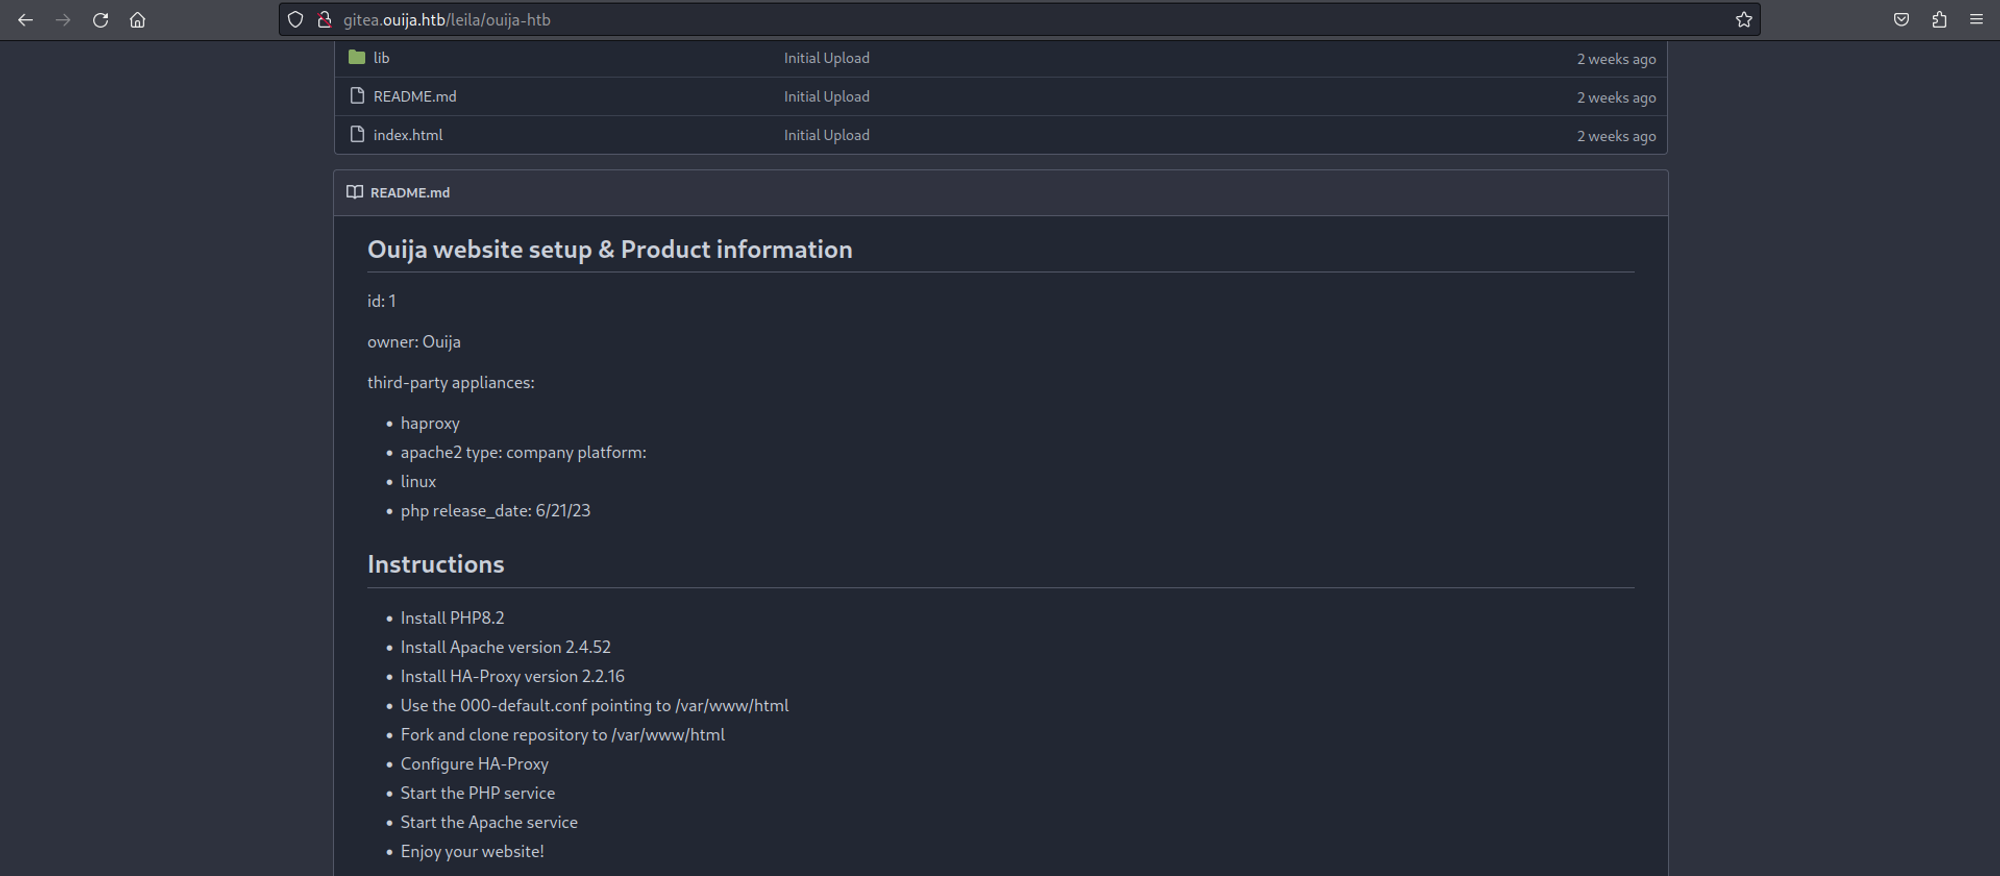 gitea.ouija.htb/leila/ouija-htb
lib Initial Upload 2 weeks ago
README.md Initial Upload 2 weeks ago
index.html Initial Upload 2 weeks ago
README.md
Ouija website setup & Product information
id: 1
owner: Ouija
third-party appliances:
• haproxy
• apache2 type: company platform:
• linux
• php release_date: 6/21/23
Instructions
• Install PHP8.2
• Install Apache version 2.4.52
• Install HA-Proxy version 2.2.16
• Use the 000-default.conf pointing to /var/www/html
• Fork and clone repository to /var/www/html
• Configure HA-Proxy
• Start the PHP service
• Start the Apache service
• Enjoy your website!